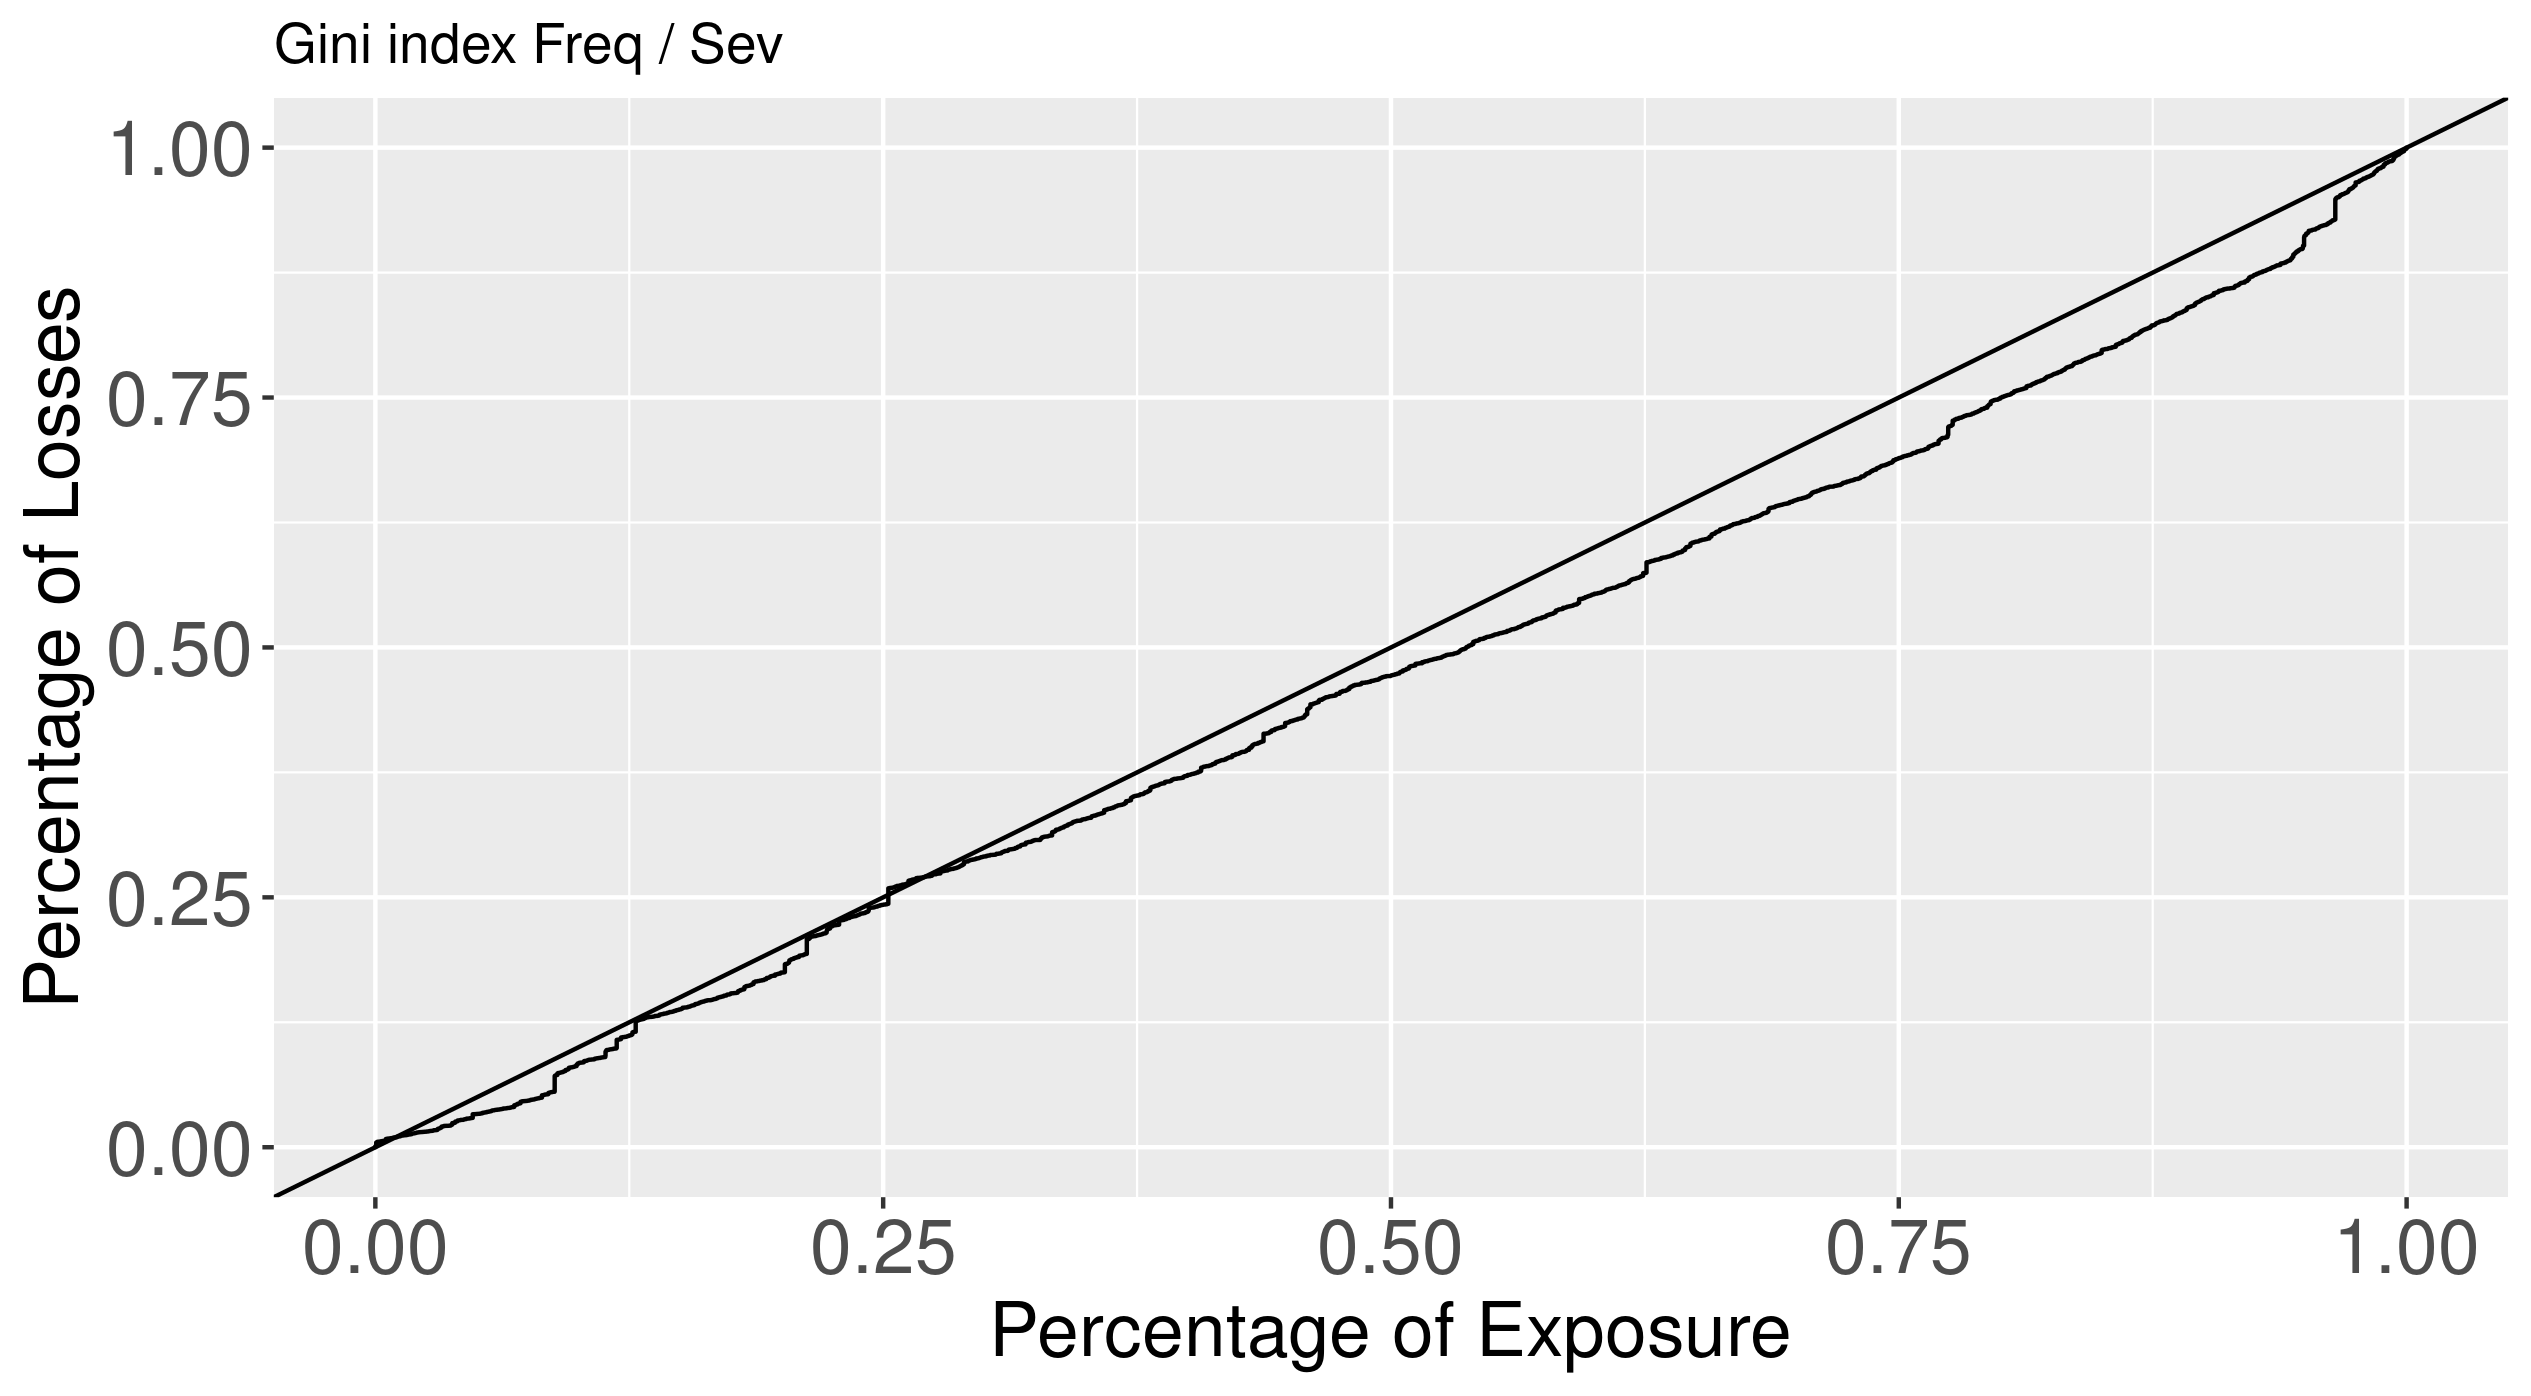 Gini index Freq / Sev
Percentage of Losses
1.00
0.75
0.50
0.25
0.00
0.00 0.25 0.50 0.75 1.00
Percentage of Exposure